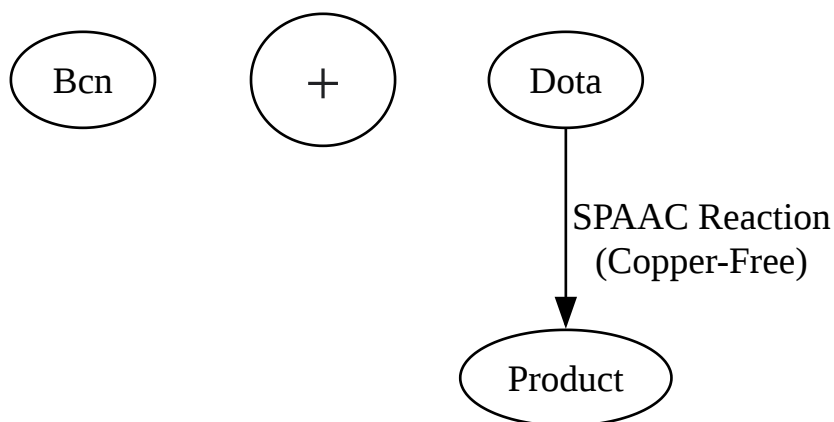 Bcn
+
Dota
SPAAC Reaction
(Copper-Free)
Product